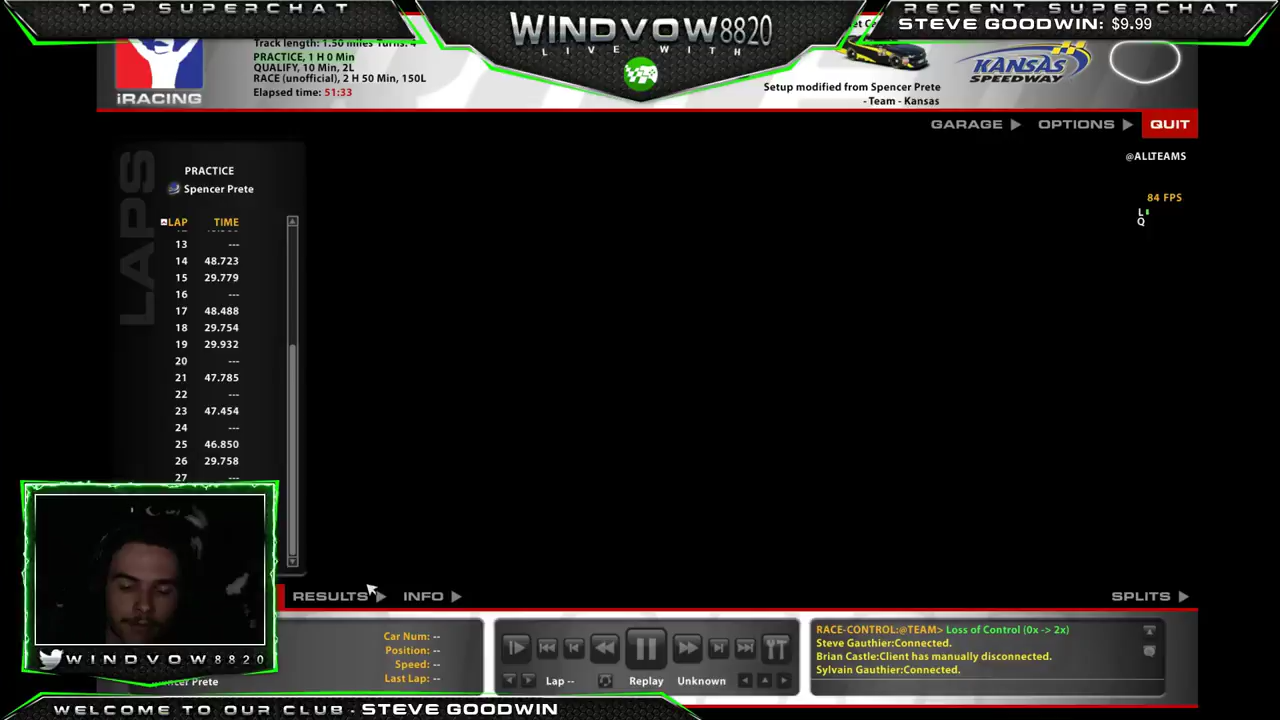 TOP SUPERCHAT
WINDVOW8820
LIVE WITH
RECENT SUPERCHAT
STEVE GOODWIN: $9.99
iRACING
Track length: 1.50 miles Turns: 4
PRACTICE, 1 H 0 Min
QUALIFY, 10 Min, 2L
RACE (unofficial), 2 H 50 Min, 150L
Elapsed time: 51:33
Setup modified from Spencer Prete
- Team - Kansas
KANSAS
SPEEDWAY
GARAGE
OPTIONS
QUIT
@ALLTEAMS
84 FPS
L
Q
LAPS
PRACTICE
Spencer Prete
LAP TIME
13 ---
14 48.723
15 29.779
16 ---
17 48.488
18 29.754
19 29.932
20 ---
21 47.785
22 ---
23 47.454
24 ---
25 46.850
26 29.758
27 ---
RESULTS
INFO
SPLITS
Car Num: --
Position: --
Speed: --
Last Lap: --
Lap --
Replay
Unknown
RACE-CONTROL:@TEAM> Loss of Control (0x -> 2x)
Steve Gauthier:Connected.
Brian Castle:Client has manually disconnected.
Sylvain Gauthier:Connected.
WINDVOW8820
Spencer Prete
WELCOME TO OUR CLUB - STEVE GOODWIN